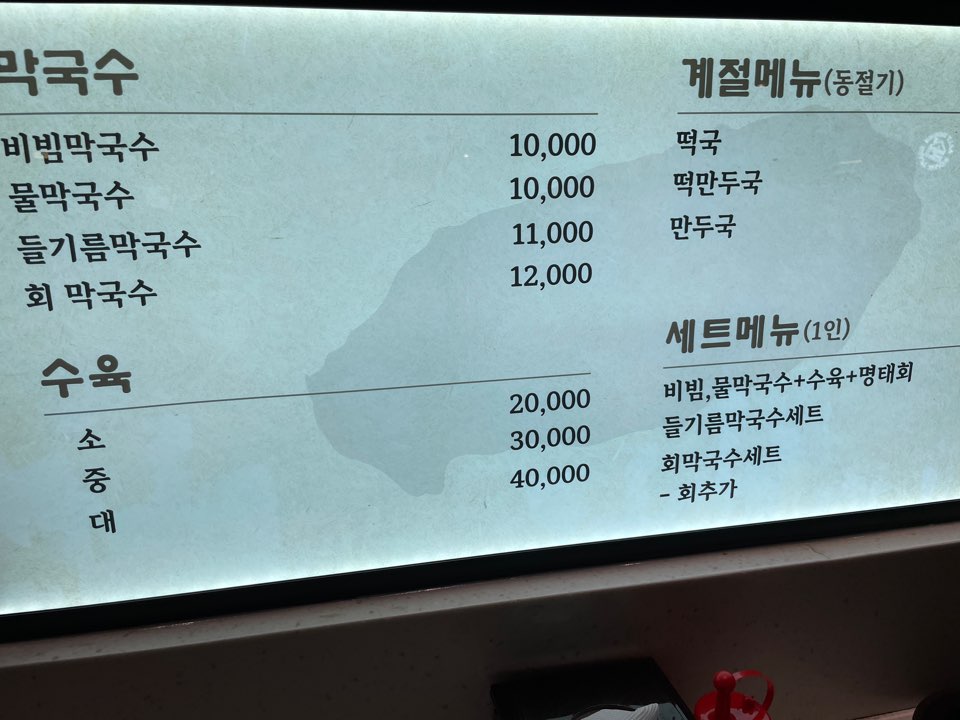 막국수
비빔막국수 10,000
물막국수 10,000
들기름막국수 11,000
회 막국수 12,000
수육
소 20,000
중 30,000
대 40,000
계절메뉴(동절기)
떡국
떡만두국
만두국
세트메뉴(1인)
비빔,물막국수+수육+명태회
들기름막국수세트
회막국수세트
- 회추가